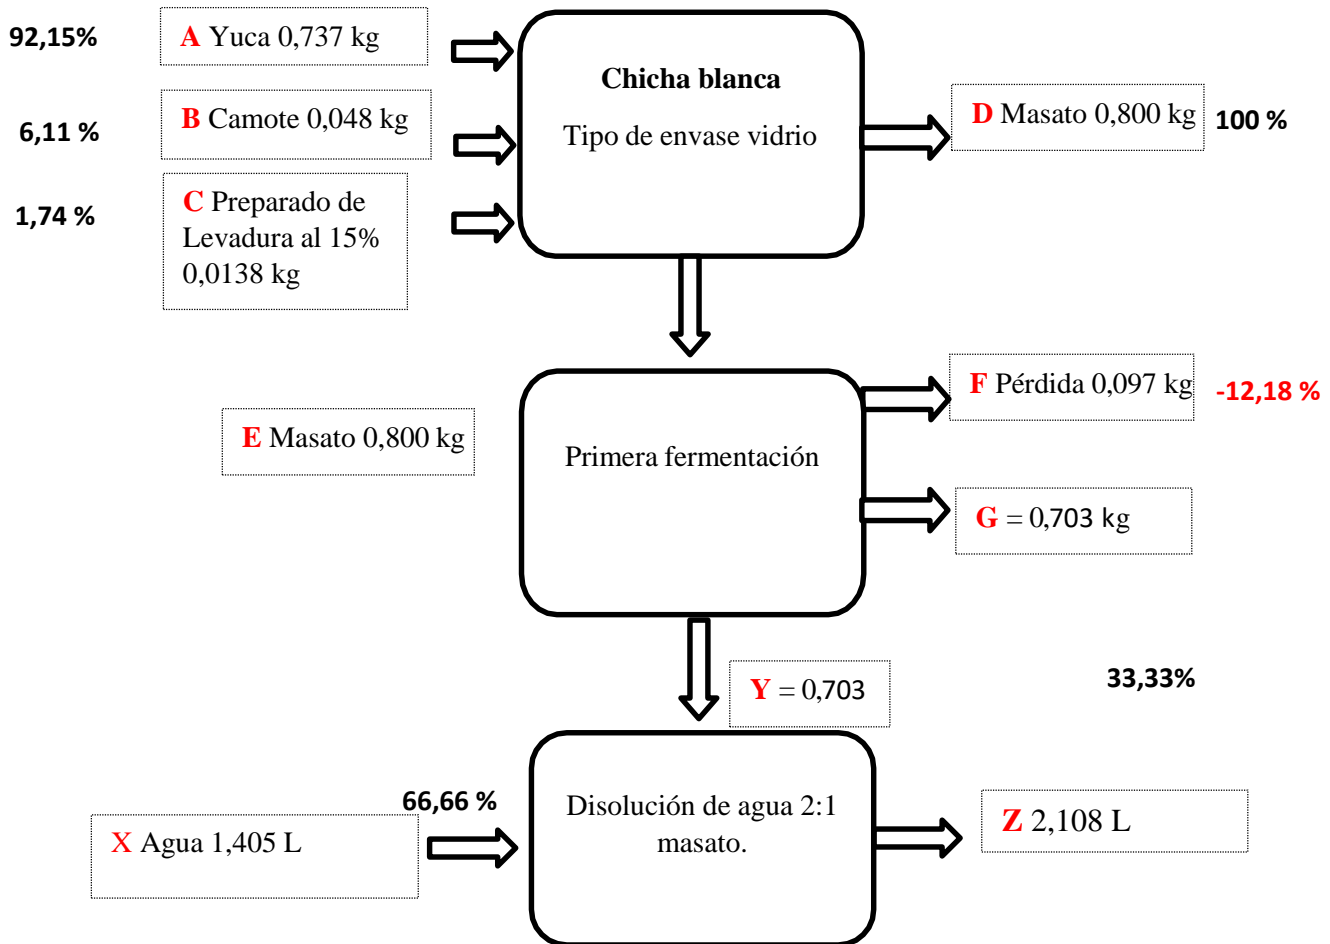 92,15%
A Yuca 0,737 kg
Chicha blanca
Tipo de envase vidrio
6,11 %
B Camote 0,048 kg
D Masato 0,800 kg
100 %
1,74 %
C Preparado de
Levadura al 15%
0,0138 kg
E Masato 0,800 kg
Primera fermentación
F Pérdida 0,097 kg
-12,18 %
G = 0,703 kg
Y = 0,703
33,33%
66,66 %
X Agua 1,405 L
Disolución de agua 2:1
masato.
Z 2,108 L